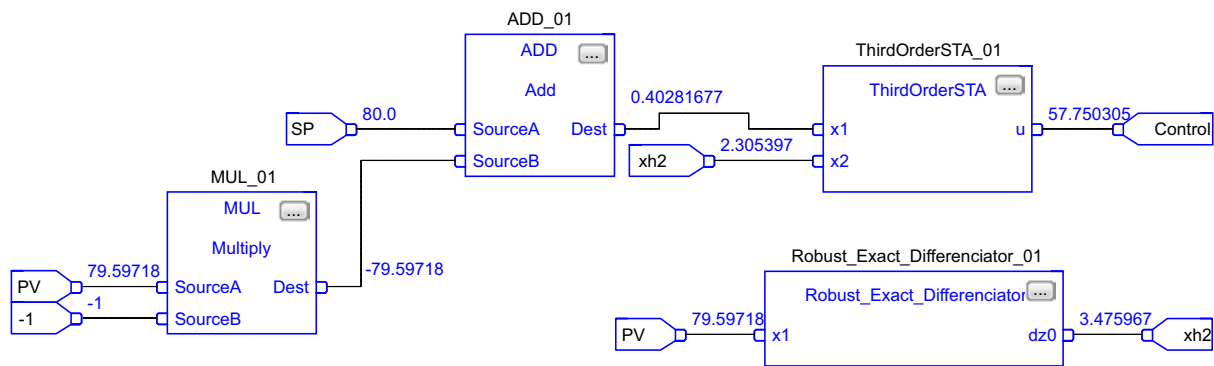 ADD_01
ADD
...
Add
SP
80.0
SourceA
Dest
SourceB
0.40281677
ThirdOrderSTA_01
ThirdOrderSTA
...
x1
xh2
2.305397
x2
u
57.750305
Control
MUL_01
MUL
...
Multiply
PV
79.59718
SourceA
Dest
-79.59718
-1
-1
SourceB
Robust_Exact_Differenciator_01
Robust_Exact_Differenciator
...
PV
79.59718
x1
dz0
3.475967
xh2